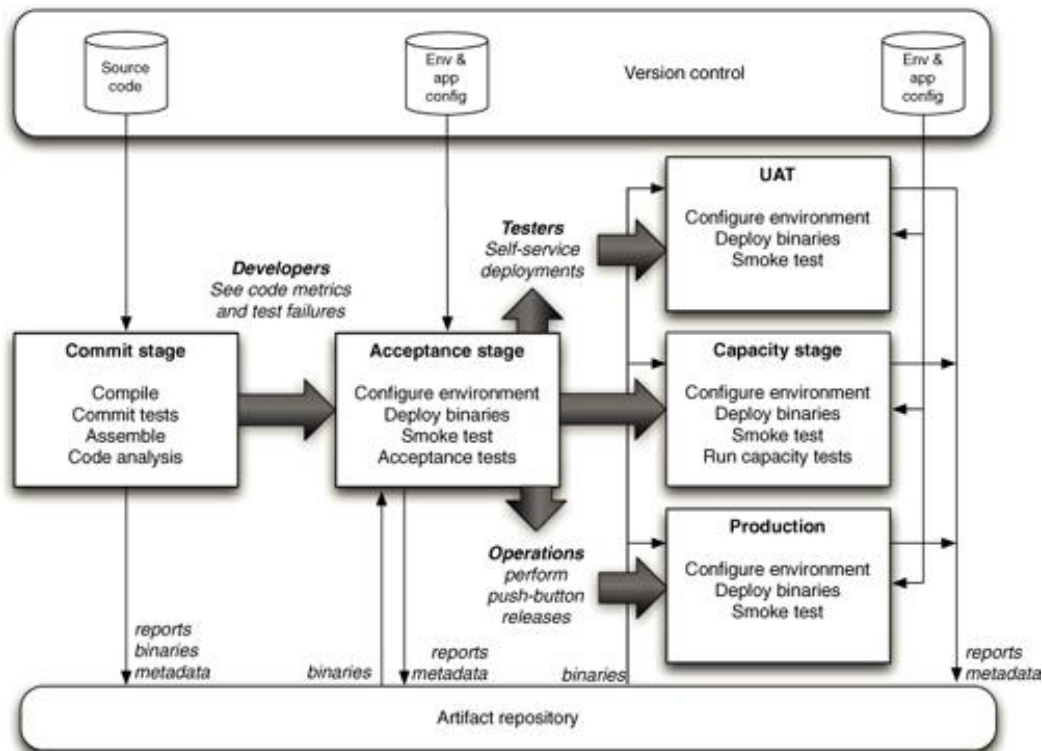 Source
code
Env &
app
config
Version control
Env &
app
config
UAT
Configure environment
Deploy binaries
Smoke test
Testers
Self-service
deployments
Developers
See code metrics
and test failures
Commit stage
Compile
Commit tests
Assemble
Code analysis
Acceptance stage
Configure environment
Deploy binaries
Smoke test
Acceptance tests
Capacity stage
Configure environment
Deploy binaries
Smoke test
Run capacity tests
Operations
perform
push-button
releases
Production
Configure environment
Deploy binaries
Smoke test
reports
binaries
metadata
binaries
reports
metadata
binaries
reports
metadata
Artifact repository